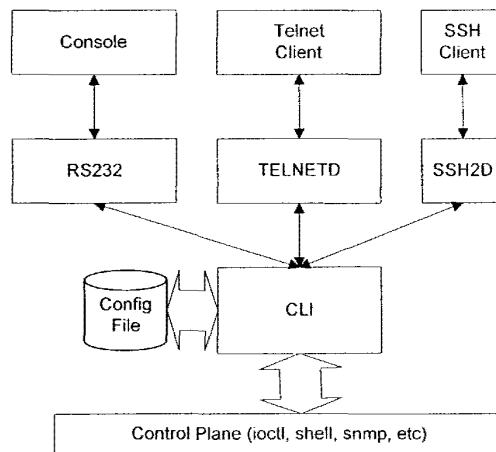 Console
Telnet
Client
SSH
Client
RS232
TELNETD
SSH2D
Config
File
CLI
Control Plane (ioctl, shell, snmp, etc)